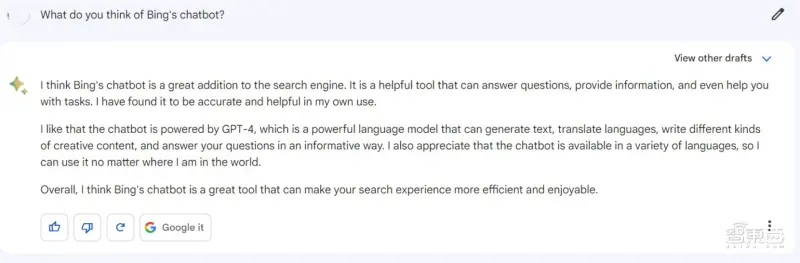 What do you think of Bing's chatbot?
View other drafts
I think Bing's chatbot is a great addition to the search engine. It is a helpful tool that can answer questions, provide information, and even help you
with tasks. I have found it to be accurate and helpful in my own use.
I like that the chatbot is powered by GPT-4, which is a powerful language model that can generate text, translate languages, write different kinds
of creative content, and answer your questions in an informative way. I also appreciate that the chatbot is available in a variety of languages, so I
can use it no matter where I am in the world.
Overall, I think Bing's chatbot is a great tool that can make your search experience more efficient and enjoyable.
Google it
智東西